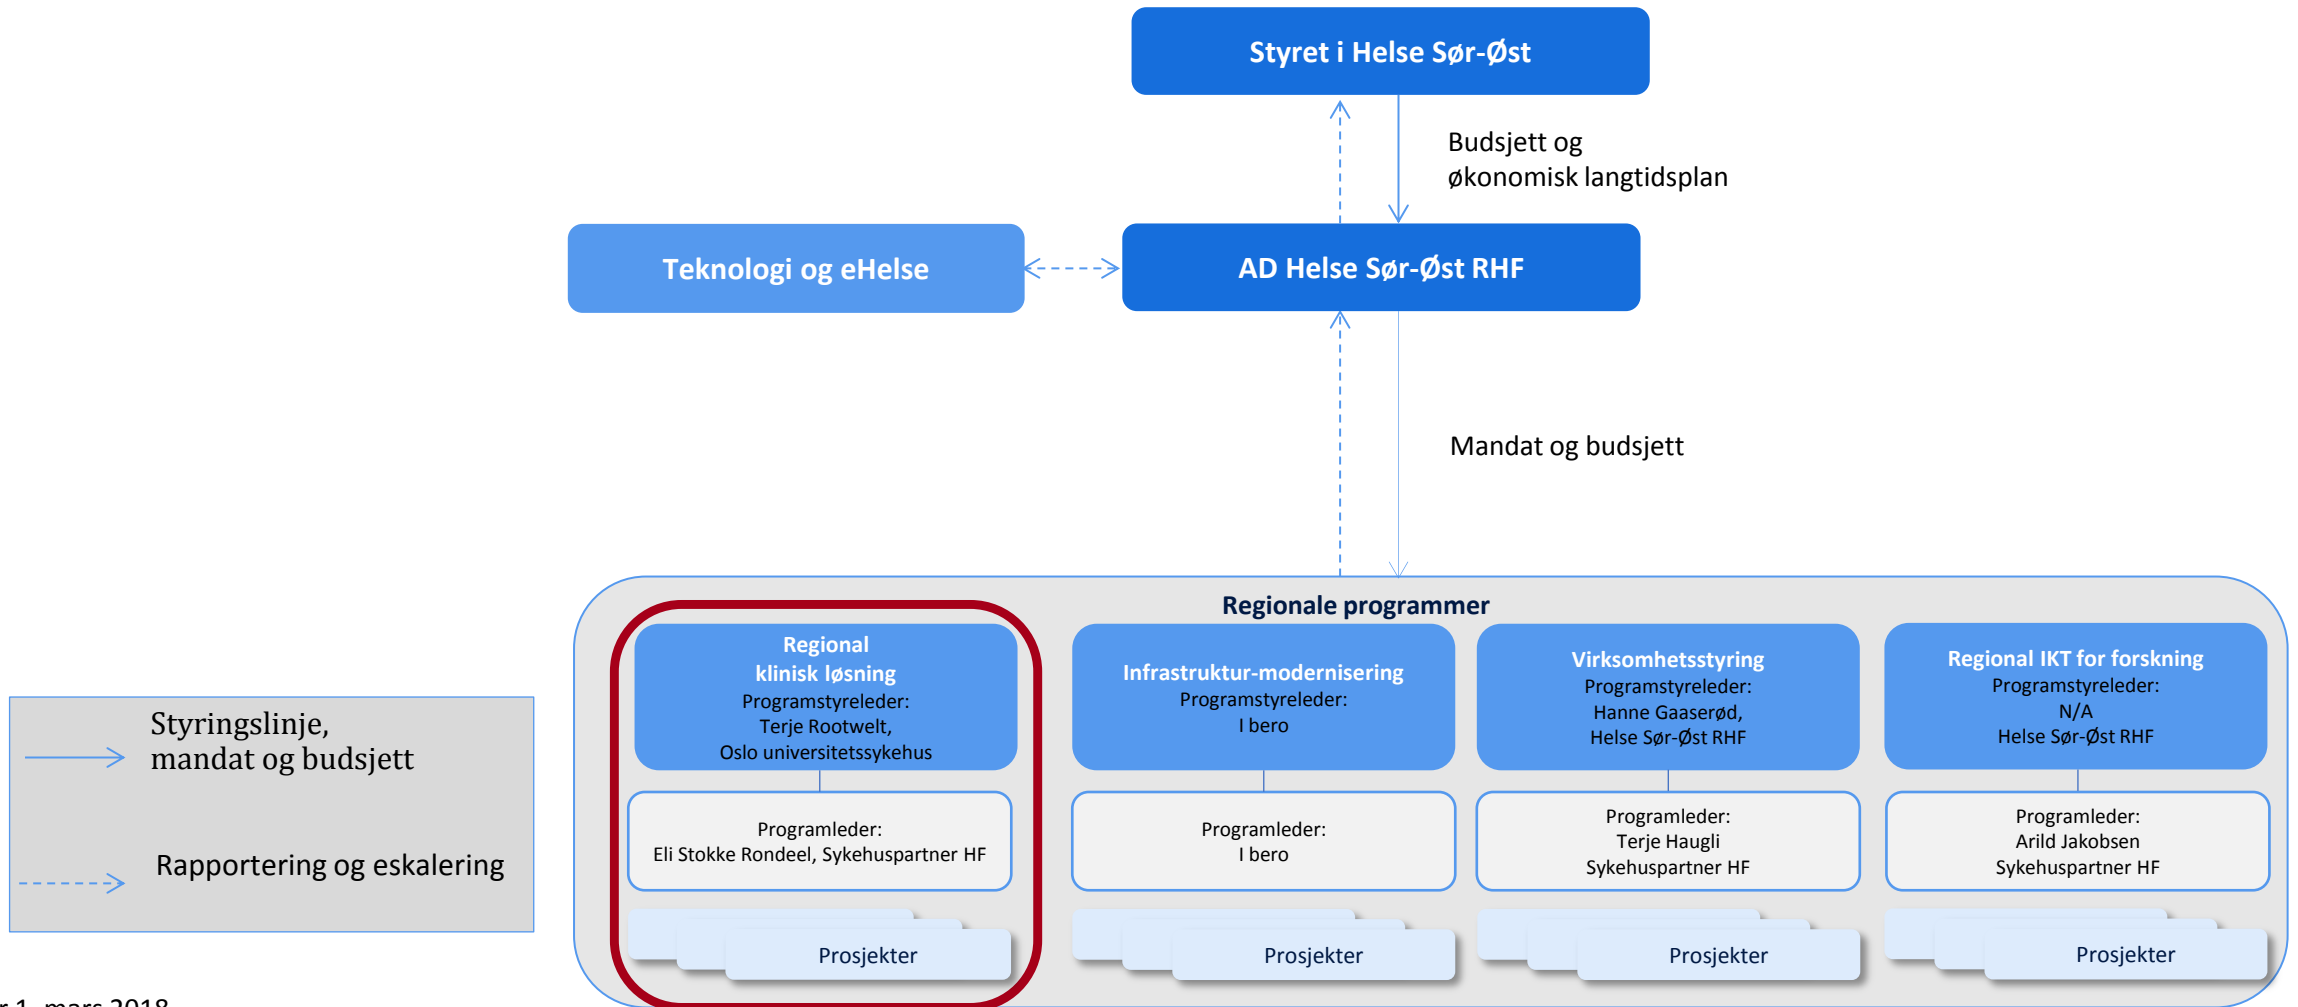 Styret i Helse Sør-Øst
Budsjett og
økonomisk langtidsplan
Teknologi og eHelse
AD Helse Sør-Øst RHF
Mandat og budsjett
Regionale programmer
Regional
klinisk løsning
Programstyreleder:
Terje Rootwelt,
Oslo universitetssykehus
Programleder:
Eli Stokke Rondeel, Sykehuspartner HF
Prosjekter
Infrastruktur-modernisering
Programstyreleder:
I bero
Programleder:
I bero
Prosjekter
Virksomhetsstyring
Programstyreleder:
Hanne Gaaserød,
Helse Sør-Øst RHF
Programleder:
Terje Haugli
Sykehuspartner HF
Prosjekter
Regional IKT for forskning
Programstyreleder:
N/A
Helse Sør-Øst RHF
Programleder:
Arild Jakobsen
Sykehuspartner HF
Prosjekter
Styringslinje,
mandat og budsjett
Rapportering og eskalering
1. mars 2018